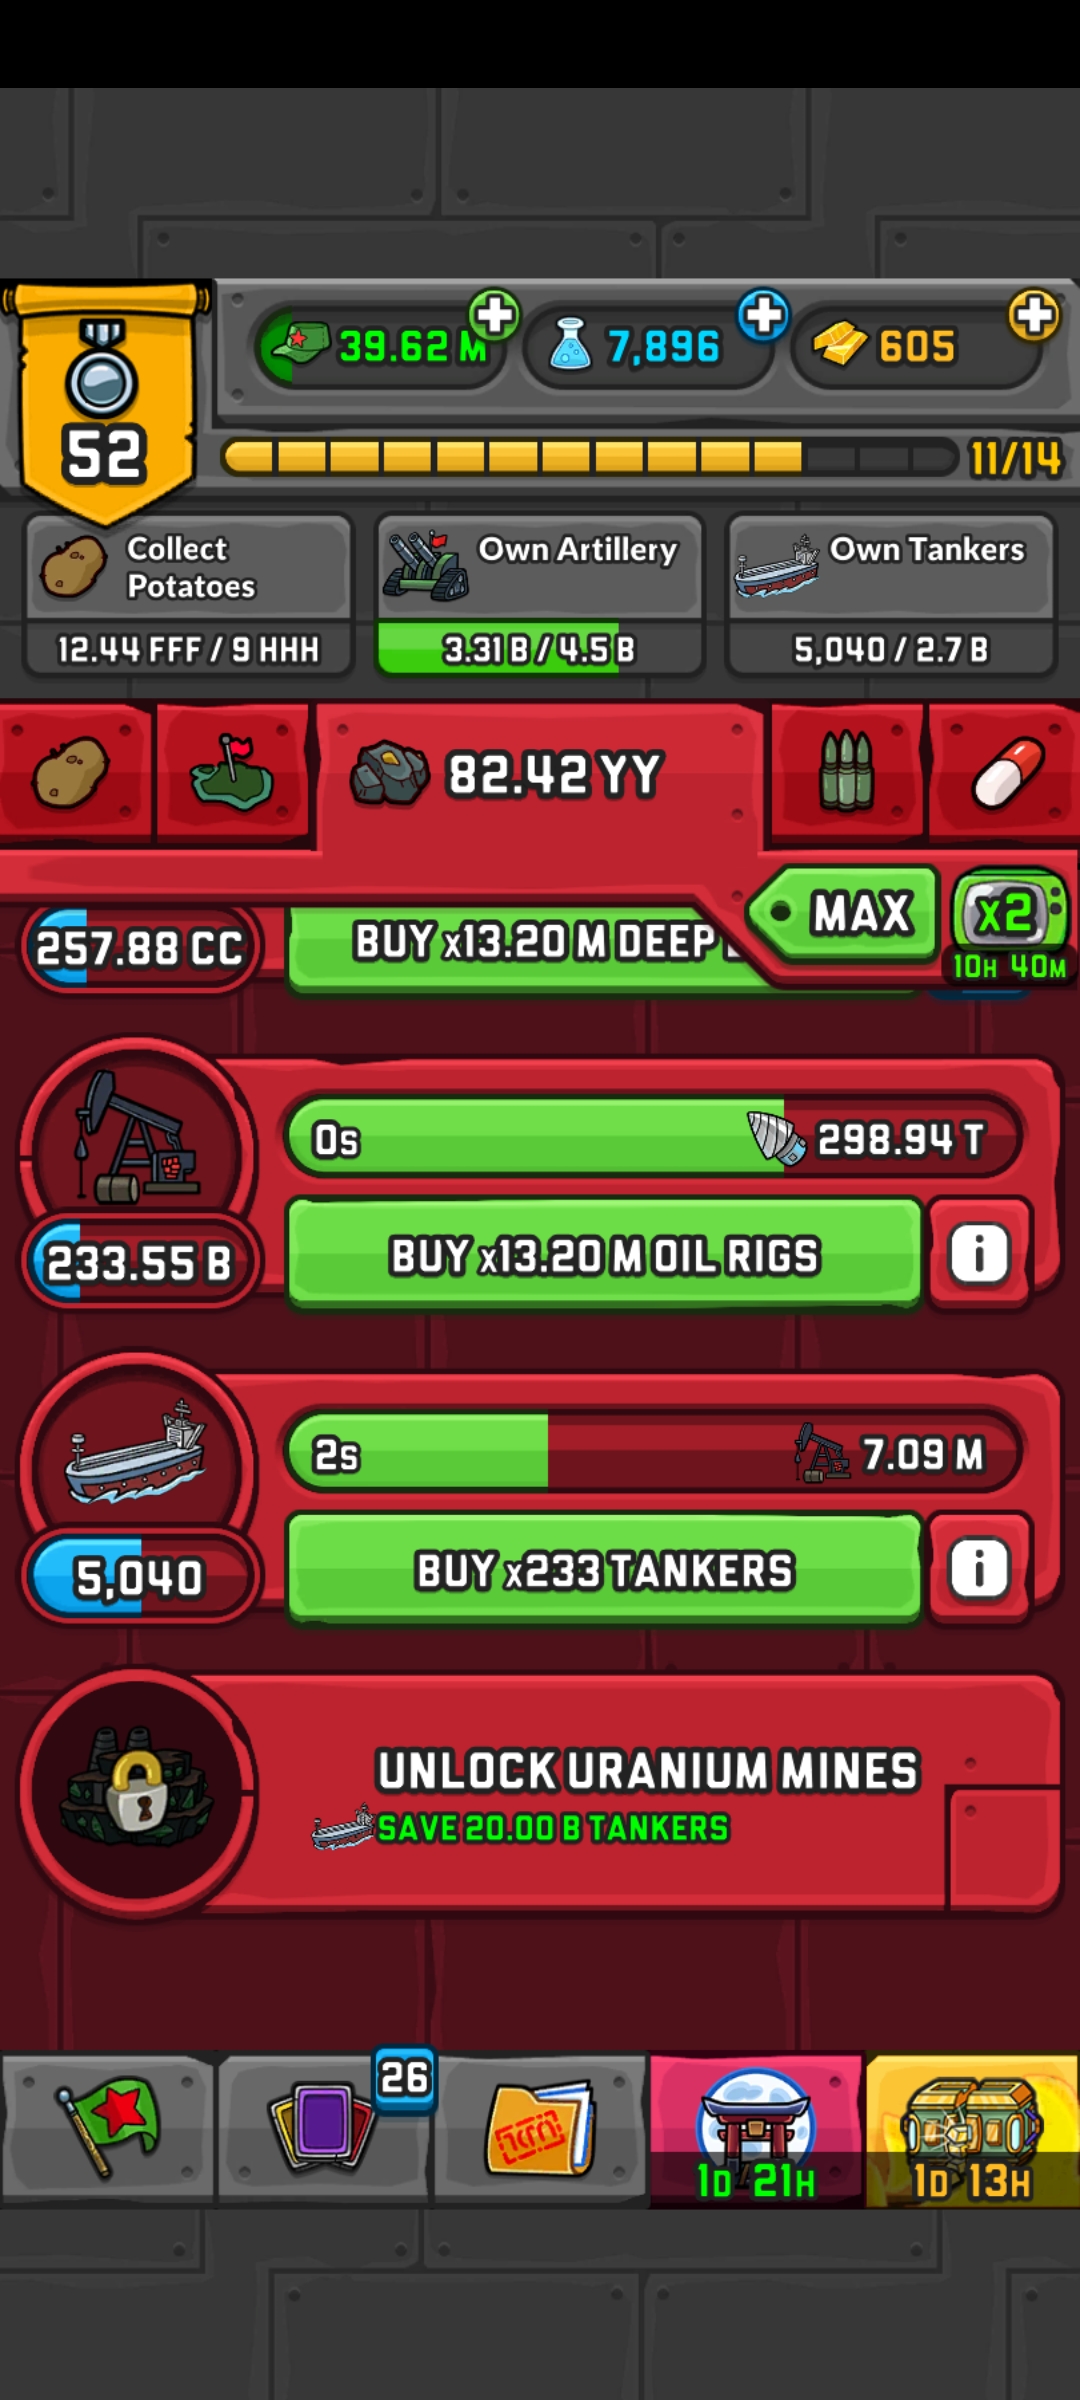 39.62 M
7,896
605
52
11/14
Collect
Potatoes
Own Artillery
Own Tankers
12.44 FFF / 9 HHH
3.31 B / 4.5 B
5,040 / 2.7 B
82.42 YY
MAX
x2
10H 40M
257.88 CC
BUY x13.20 M DEEP
0s
298.94 T
233.55 B
BUY x13.20 M OIL RIGS
i
2s
7.09 M
5,040
BUY x233 TANKERS
i
UNLOCK URANIUM MINES
SAVE 20.00 B TANKERS
26
1D 21H
1D 13H